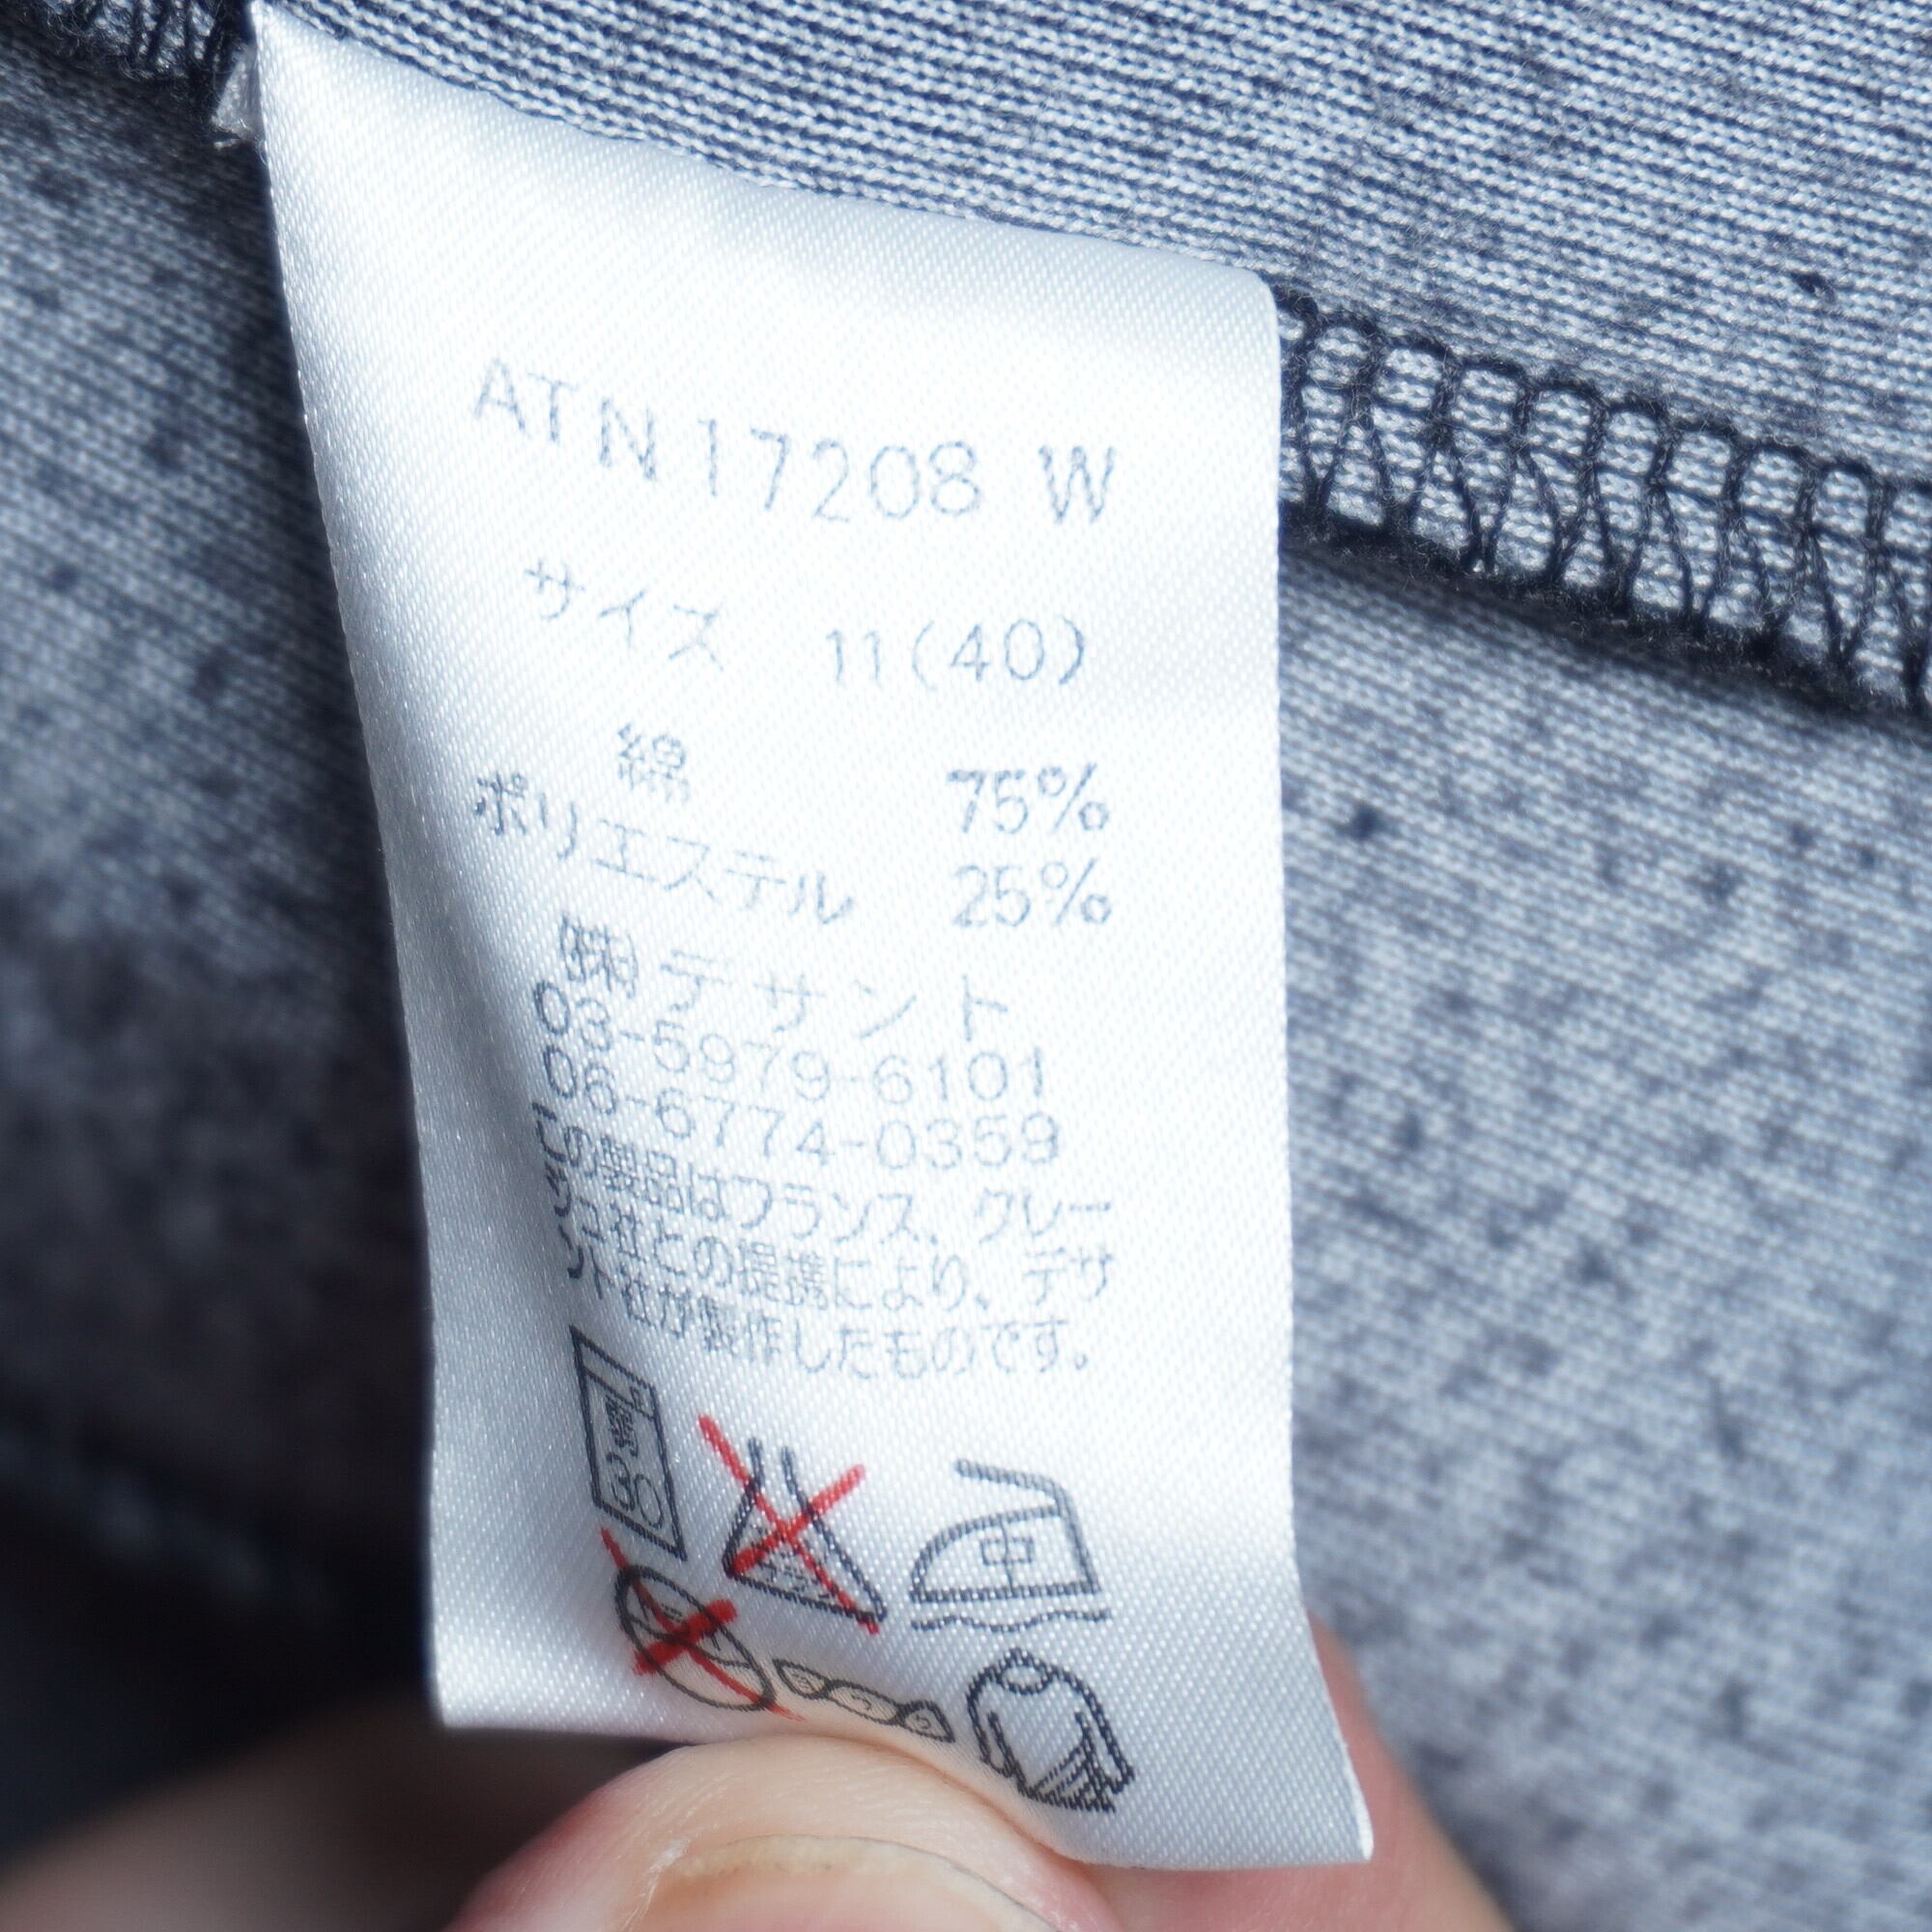 ATN17208 W
サイズ 11(40)
綿 75%
ポリエステル 25%
㈱デサント
03-5979-6101
06-6774-0359
この製品はフランス、クレー
ジュ社との提携により、デサ
ント社が製作したものです。
中